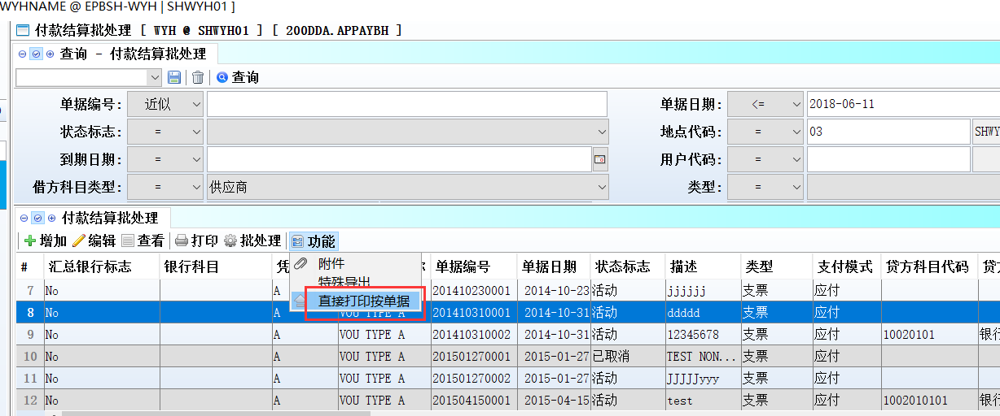 WYHNAME @ EPBSH-WYH | SHWYH01 ]
付款结算批处理 [ WYH @ SHWYH01 ] [ 200DDA.APPAYBH ]
查询 - 付款结算批处理
查询
单据编号: 近似 单据日期: <= 2018-06-11
状态标志: = 地点代码: = 03 SHWY
到期日期: = 用户代码: =
借方科目类型: = 供应商 类型: =
付款结算批处理
增加 编辑 查看 打印 批处理 功能
# 汇总银行标志 银行科目 凭 单据编号 单据日期 状态标志 描述 类型 支付模式 贷方科目代码 贷方
附件
特殊导出
直接打印按单据
7 No A 201410230001 2014-10-23 活动 jjjjjj 支票 应付
8 No A VOU TYPE A 201410310001 2014-10-31 活动 ddddd 支票 应付
9 No A VOU TYPE A 201410310002 2014-10-31 活动 12345678 支票 应付 10020101 银行
10 No A VOU TYPE A 201501270001 2015-01-27 已取消 TEST NON... 支票 应付
11 No A VOU TYPE A 201501270002 2015-01-27 活动 JJJJJyyy 支票 应付
12 No A VOU TYPE A 201504150001 2015-04-15 活动 test 支票 应付 1002010101 银行